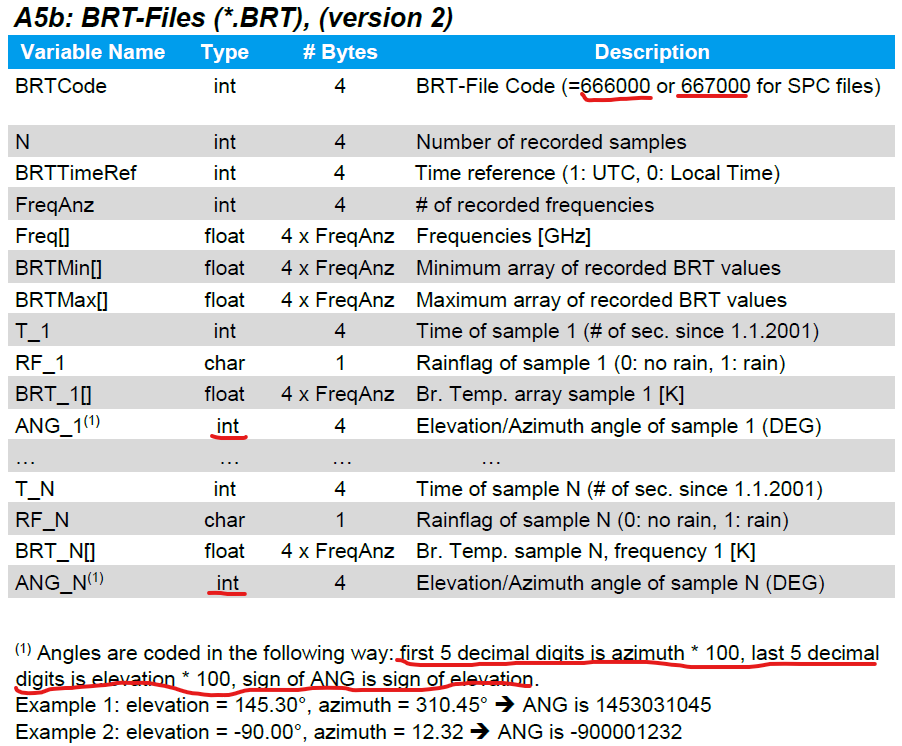 A5b: BRT-Files (*.BRT), (version 2)
Variable Name Type # Bytes Description
BRTCode int 4 BRT-File Code (=666000 or 667000 for SPC files)
N int 4 Number of recorded samples
BRTTimeRef int 4 Time reference (1: UTC, 0: Local Time)
FreqAnz int 4 # of recorded frequencies
Freq[] float 4 x FreqAnz Frequencies [GHz]
BRTMin[] float 4 x FreqAnz Minimum array of recorded BRT values
BRTMax[] float 4 x FreqAnz Maximum array of recorded BRT values
T_1 int 4 Time of sample 1 (# of sec. since 1.1.2001)
RF_1 char 1 Rainflag of sample 1 (0: no rain, 1: rain)
BRT_1[] float 4 x FreqAnz Br. Temp. array sample 1 [K]
ANG_1(1) int 4 Elevation/Azimuth angle of sample 1 (DEG)
... ... ... ...
T_N int 4 Time of sample N (# of sec. since 1.1.2001)
RF_N char 1 Rainflag of sample N (0: no rain, 1: rain)
BRT_N[] float 4 x FreqAnz Br. Temp. sample N, frequency 1 [K]
ANG_N(1) int 4 Elevation/Azimuth angle of sample N (DEG)
(1) Angles are coded in the following way: first 5 decimal digits is azimuth * 100, last 5 decimal
digits is elevation * 100, sign of ANG is sign of elevation.
Example 1: elevation = 145.30°, azimuth = 310.45° ➔ ANG is 1453031045
Example 2: elevation = -90.00°, azimuth = 12.32 ➔ ANG is -900001232